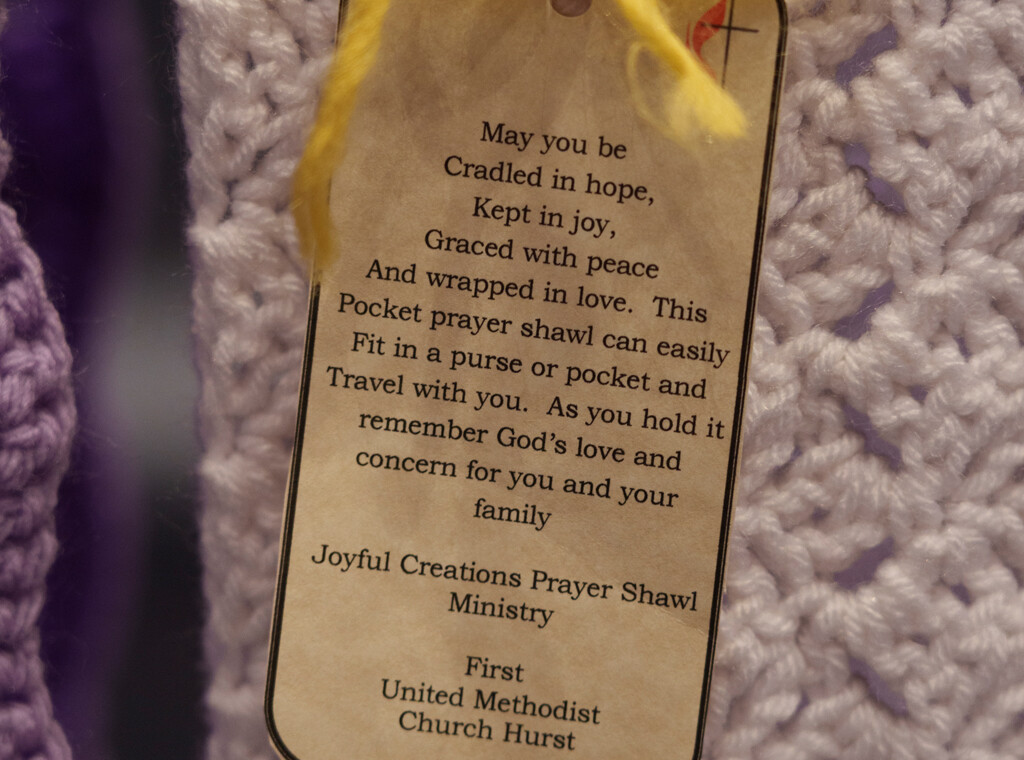 May you be
Cradled in hope,
Kept in joy,
Graced with peace
And wrapped in love.  This
Pocket prayer shawl can easily
Fit in a purse or pocket and
Travel with you.  As you hold it
remember God's love and
concern for you and your
family
Joyful Creations Prayer Shawl
Ministry
First
United Methodist
Church Hurst